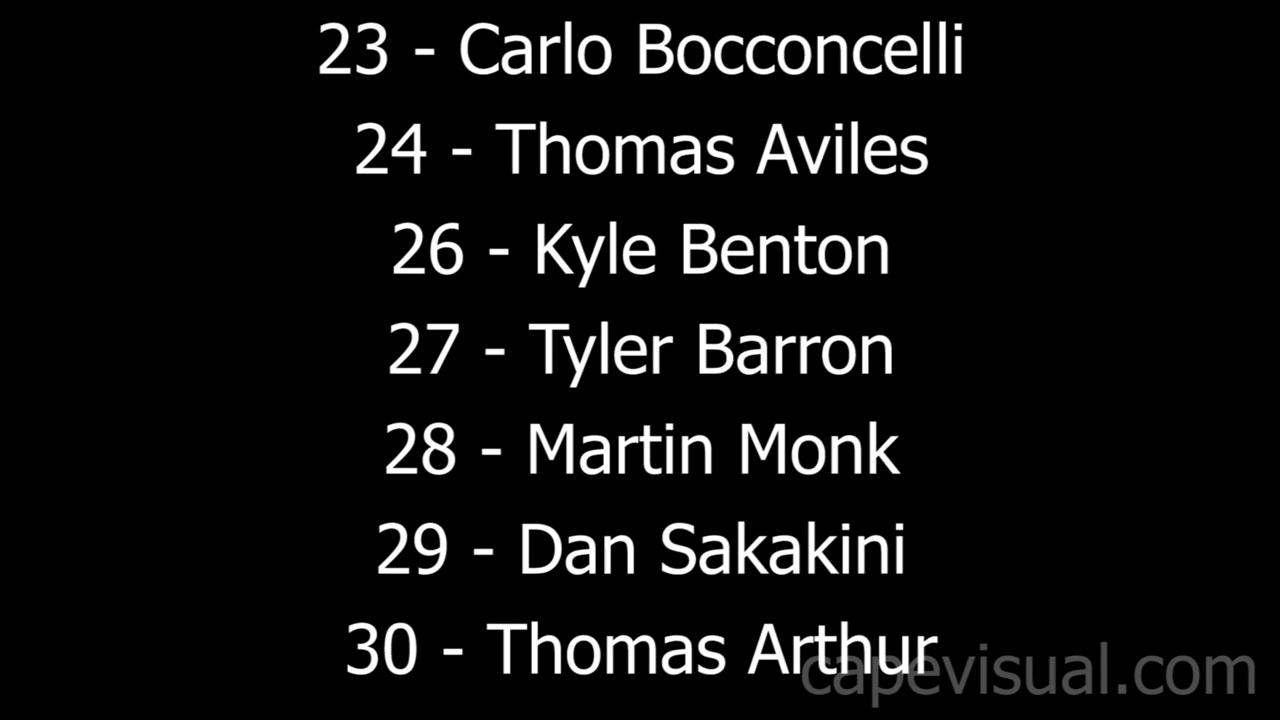 23 - Carlo Bocconcelli
24 - Thomas Aviles
26 - Kyle Benton
27 - Tyler Barron
28 - Martin Monk
29 - Dan Sakakini
30 - Thomas Arthur
capevisual.com